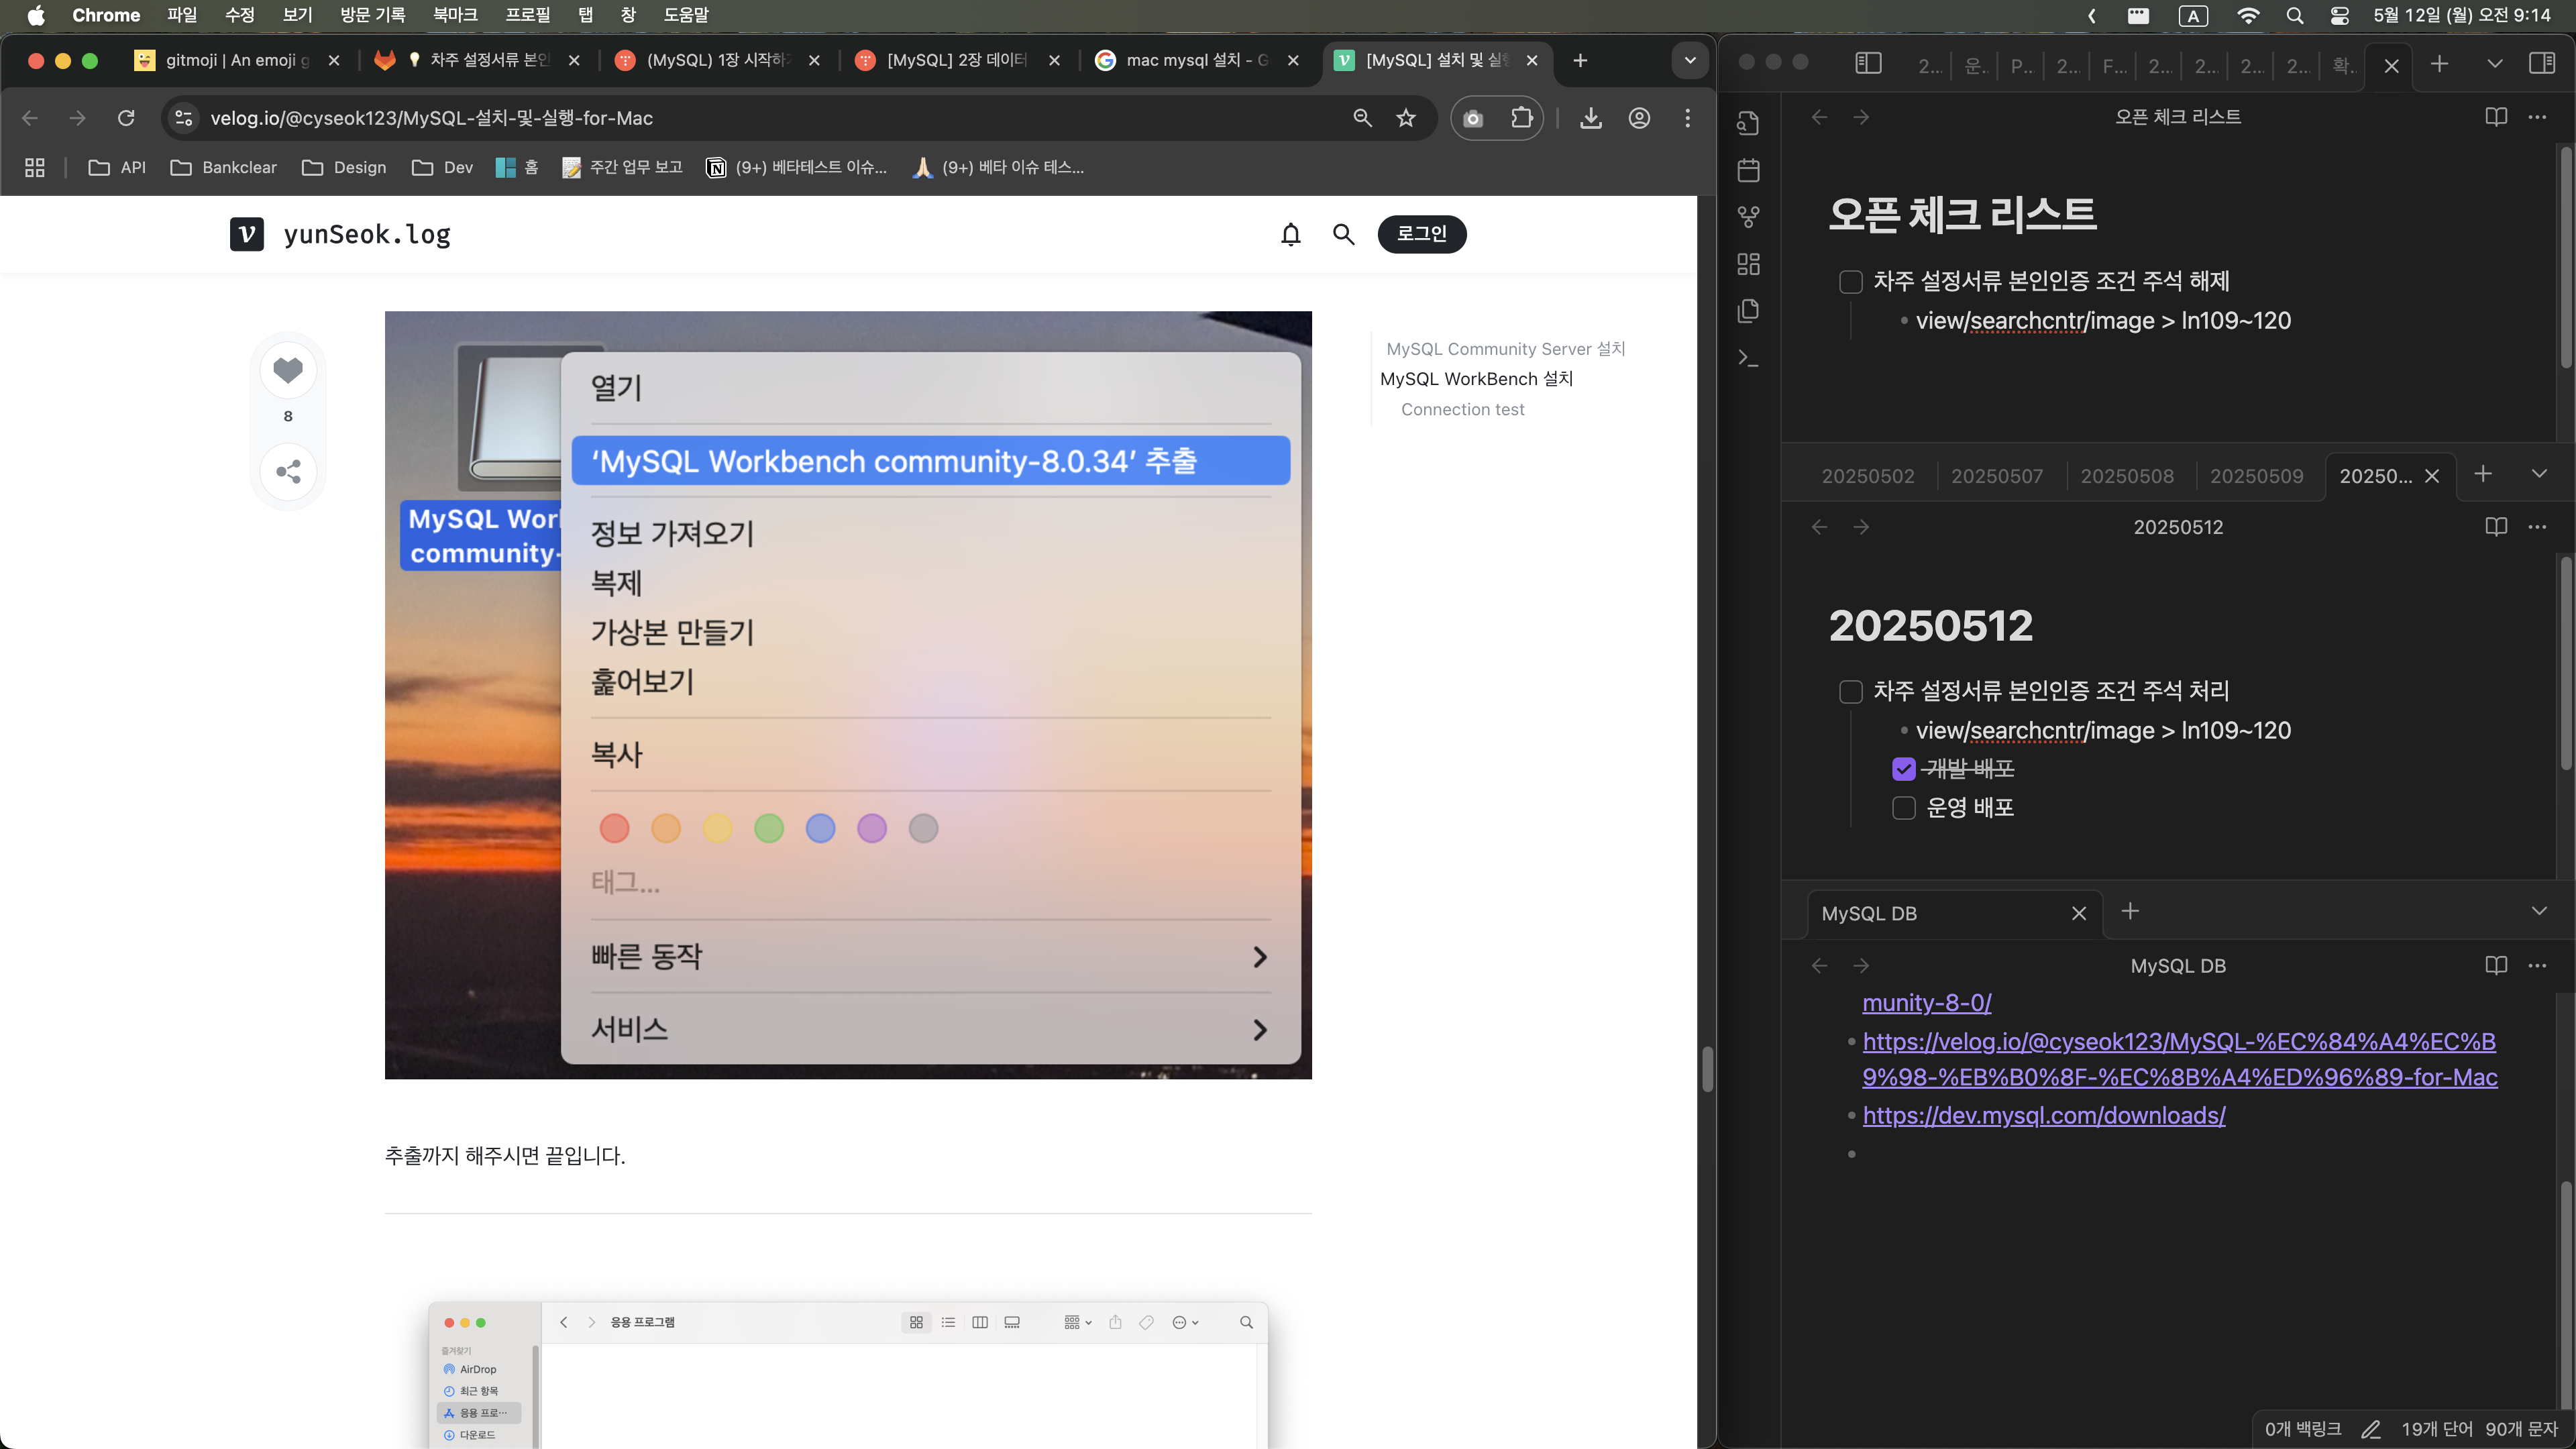 Chrome 파일 수정 보기 방문 기록 북마크 프로필 탭 창 도움말
A 5월 12일 (월) 오전 9:14
gitmoji | An emoji g
차주 설정서류 본인
(MySQL) 1장 시작하
[MySQL] 2장 데이터
mac mysql 설치 - G
[MySQL] 설치 및 실행
velog.io/@cyseok123/MySQL-설치-및-실행-for-Mac
API Bankclear Design Dev 홈 주간 업무 보고 (9+) 베타테스트 이슈... (9+) 베타 이슈 테스...
yunSeok.log
로그인
8
열기
'MySQL Workbench community-8.0.34' 추출
MySQL Worl
community-
정보 가져오기
복제
가상본 만들기
훑어보기
복사
태그...
빠른 동작
서비스
MySQL Community Server 설치
MySQL WorkBench 설치
Connection test
추출까지 해주시면 끝입니다.
응용 프로그램
즐겨찾기
AirDrop
최근 항목
응용 프로…
다운로드
2... 운.. P... 2... F... 2... 2... 2... 2... 확..
오픈 체크 리스트
오픈 체크 리스트
차주 설정서류 본인인증 조건 주석 해제
view/searchcntr/image > ln109~120
20250502 20250507 20250508 20250509 20250...
20250512
20250512
차주 설정서류 본인인증 조건 주석 처리
view/searchcntr/image > ln109~120
개발 배포
운영 배포
MySQL DB
MySQL DB
munity-8-0/
https://velog.io/@cyseok123/MySQL-%EC%84%A4%EC%B
9%98-%EB%B0%8F-%EC%8B%A4%ED%96%89-for-Mac
https://dev.mysql.com/downloads/
0개 백링크 19개 단어 90개 문자